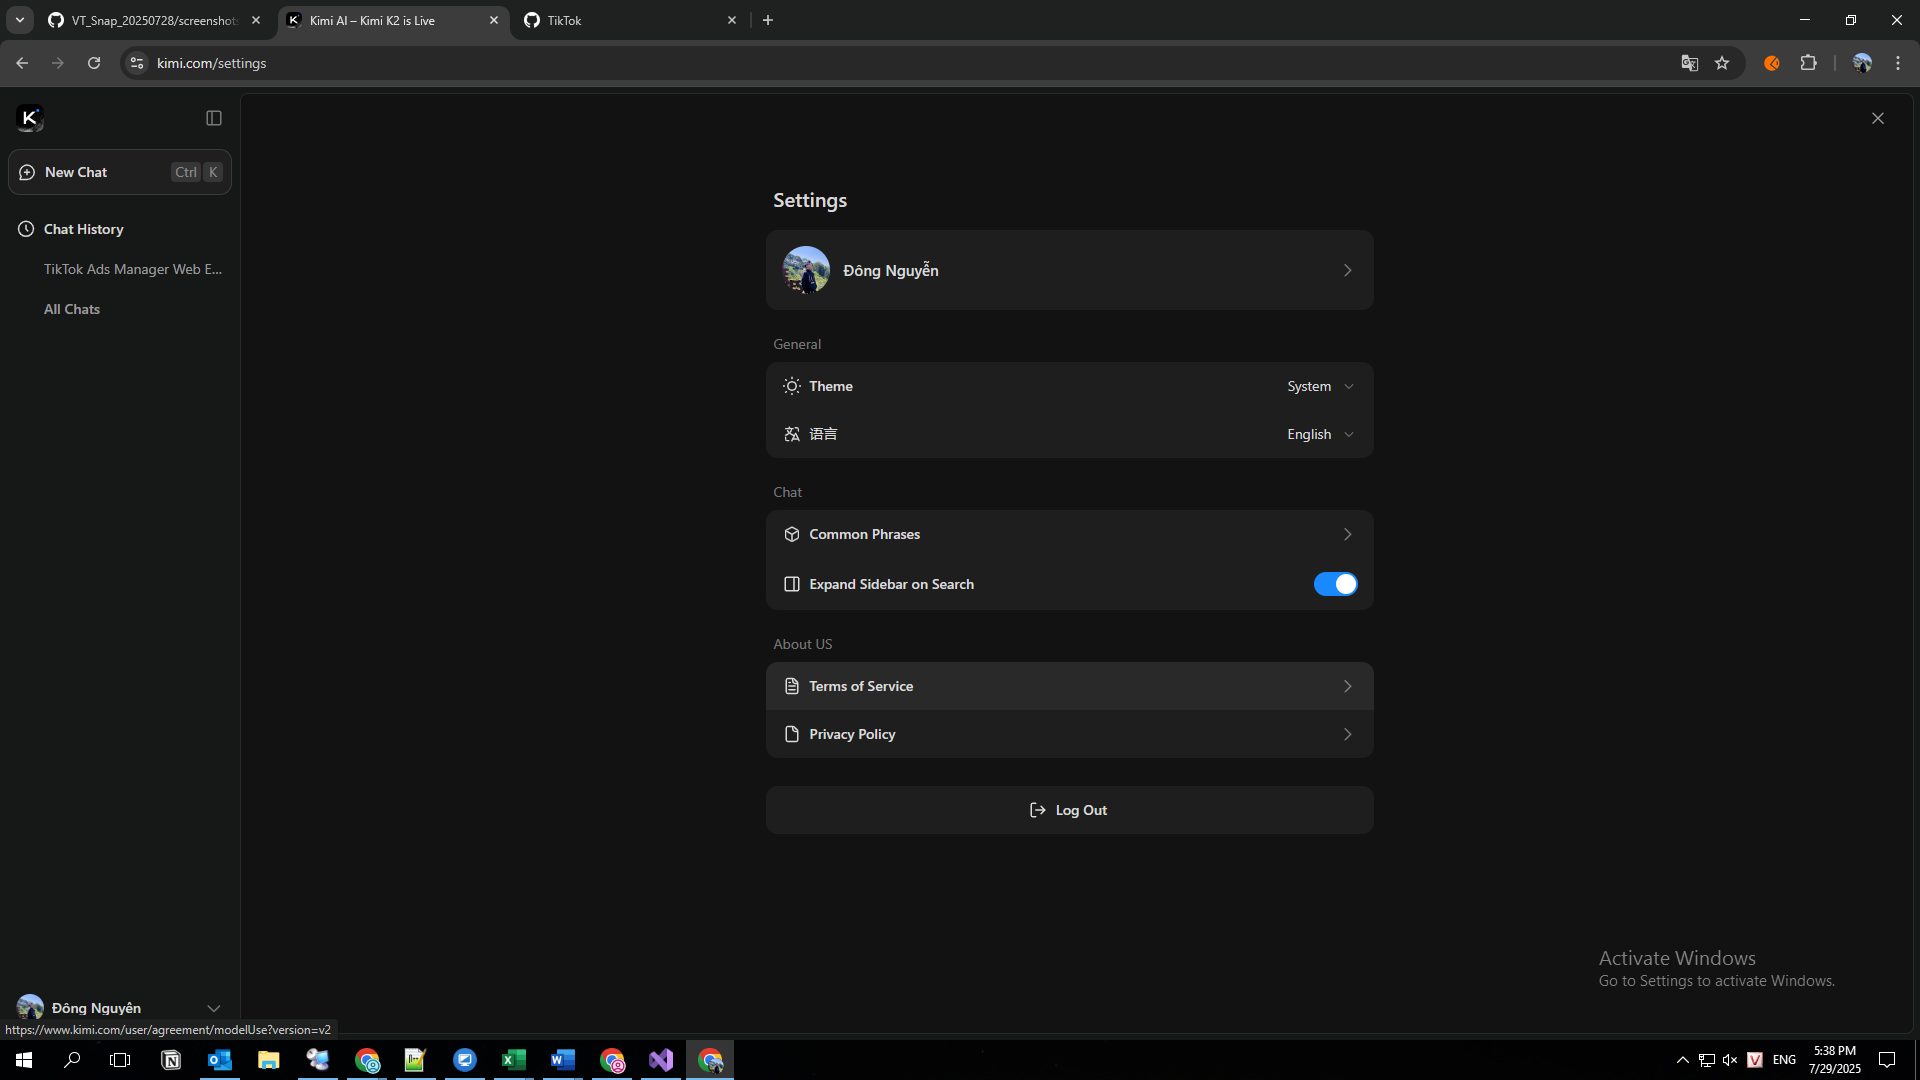 VT_Snap_20250728/screenshot
Kimi AI – Kimi K2 is Live
TikTok
kimi.com/settings
K
New Chat
Ctrl K
Chat History
TikTok Ads Manager Web E...
All Chats
Settings
Đông Nguyễn
General
Theme
System
语言
English
Chat
Common Phrases
Expand Sidebar on Search
About US
Terms of Service
Privacy Policy
Log Out
Activate Windows
Go to Settings to activate Windows.
Đông Nguyễn
https://www.kimi.com/user/agreement/modelUse?version=v2
ENG
5:38 PM
7/29/2025